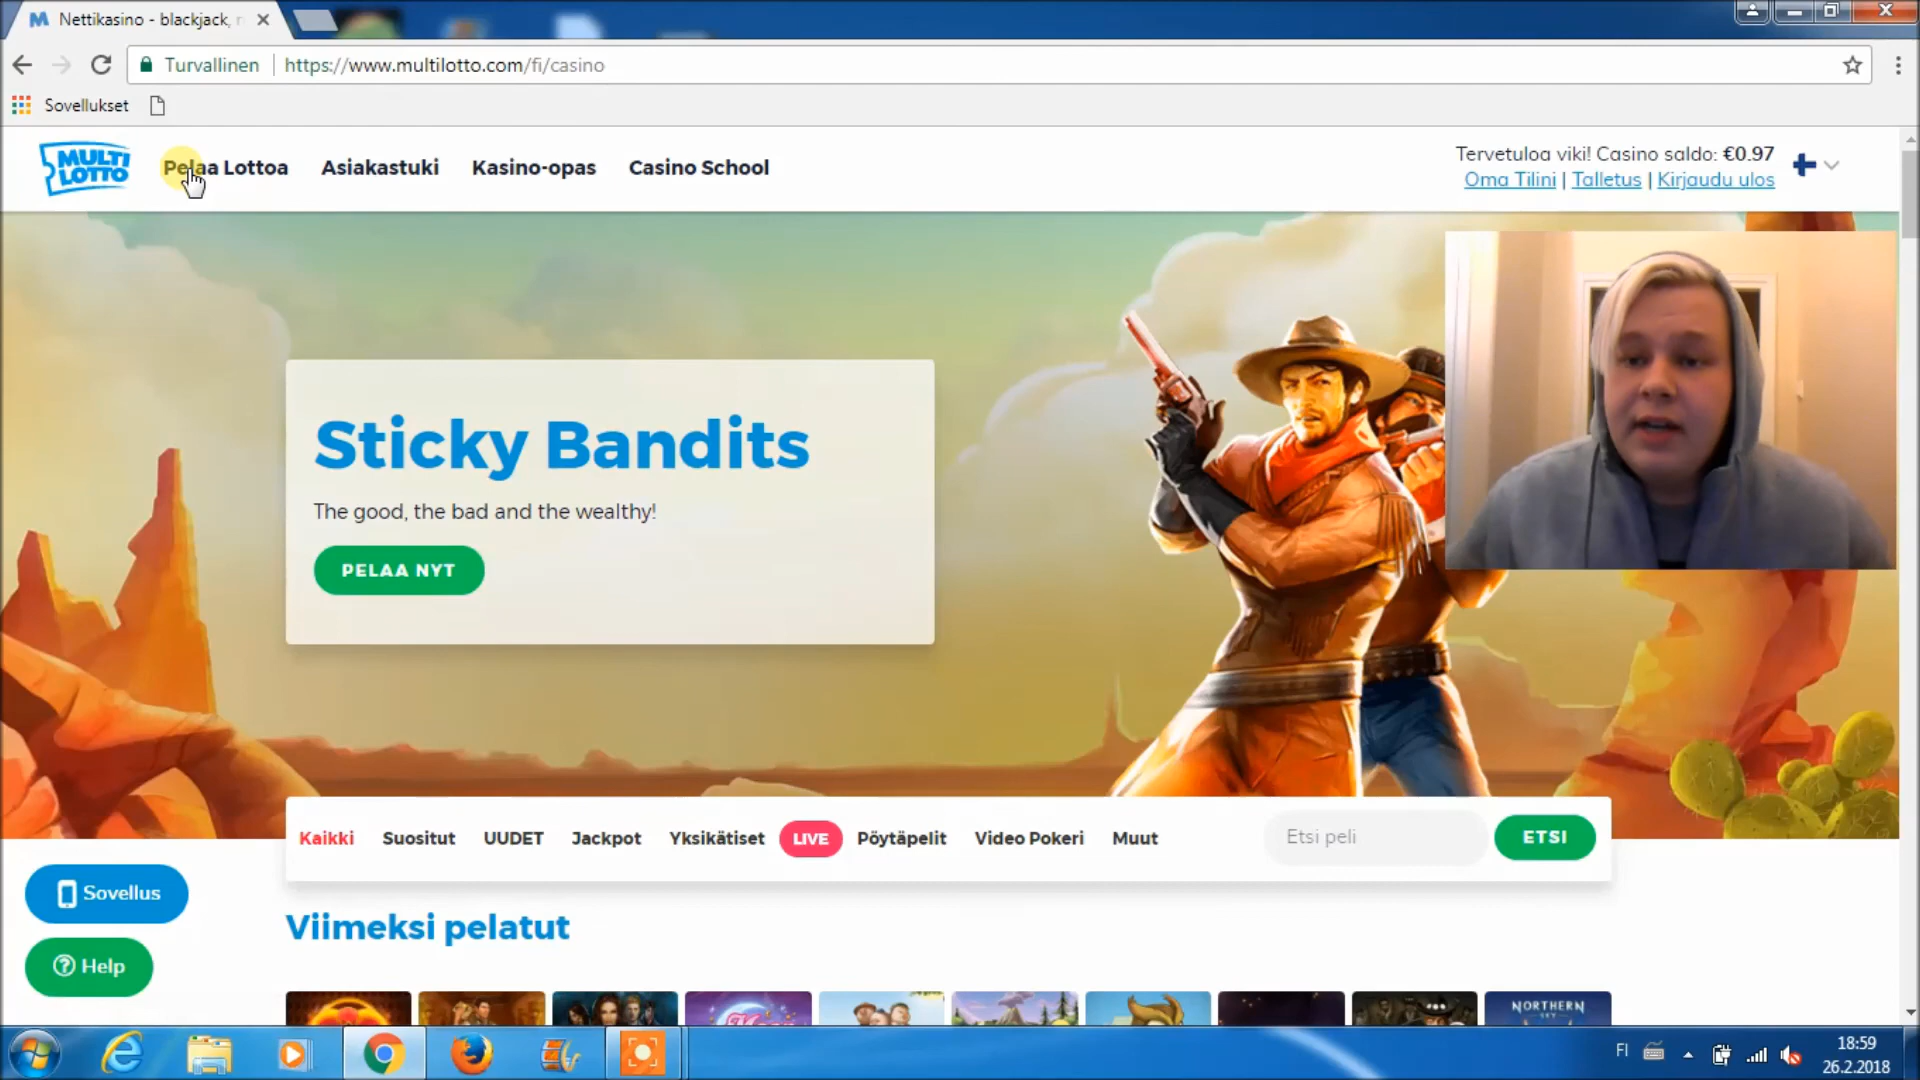 Nettikasino - blackjack,
Turvallinen
https://www.multilotto.com/fi/casino
Sovellukset
MULTI
LOTTO
Pelaa Lottoa
Asiakastuki
Kasino-opas
Casino School
Tervetuloa viki! Casino saldo: €0.97
Oma Tilini | Talletus | Kirjaudu ulos
Sticky Bandits
The good, the bad and the wealthy!
PELAA NYT
Kaikki
Suositut
UUDET
Jackpot
Yksikätiset
LIVE
Pöytäpelit
Video Pokeri
Muut
Etsi peli
ETSI
Sovellus
Help
Viimeksi pelatut
NORTHERN
SKY
FI
18:59
26.2.2018